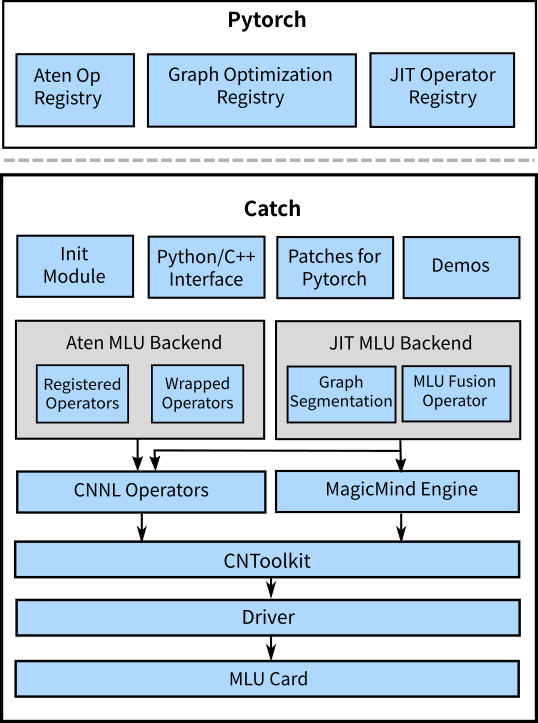 Pytorch
Aten Op
Registry
Graph Optimization
Registry
JIT Operator
Registry
Catch
Init
Module
Python/C++
Interface
Patches for
Pytorch
Demos
Aten MLU Backend
Registered
Operators
Wrapped
Operators
JIT MLU Backend
Graph
Segmentation
MLU Fusion
Operator
CNNL Operators
MagicMind Engine
CNToolkit
Driver
MLU Card